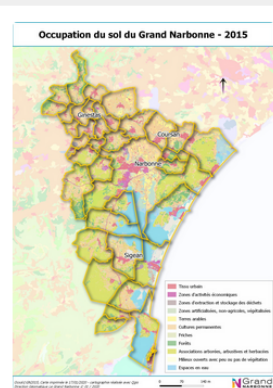 Occupation du sol du Grand Narbonne - 2015
Ginestas
Coursan
Narbonne
Sigean
Tissu urbain
Zones d'activités économiques
Zones d'extraction et stockage des déchets
Zones artificialisées, non-agricoles, végétalisées
Terres arables
Cultures permanentes
Friches
Forêts
Associations arborées, arbustives et herbacées
Milieux ouverts avec peu ou pas de végétation
Espaces en eau
Grand
NARBONNE